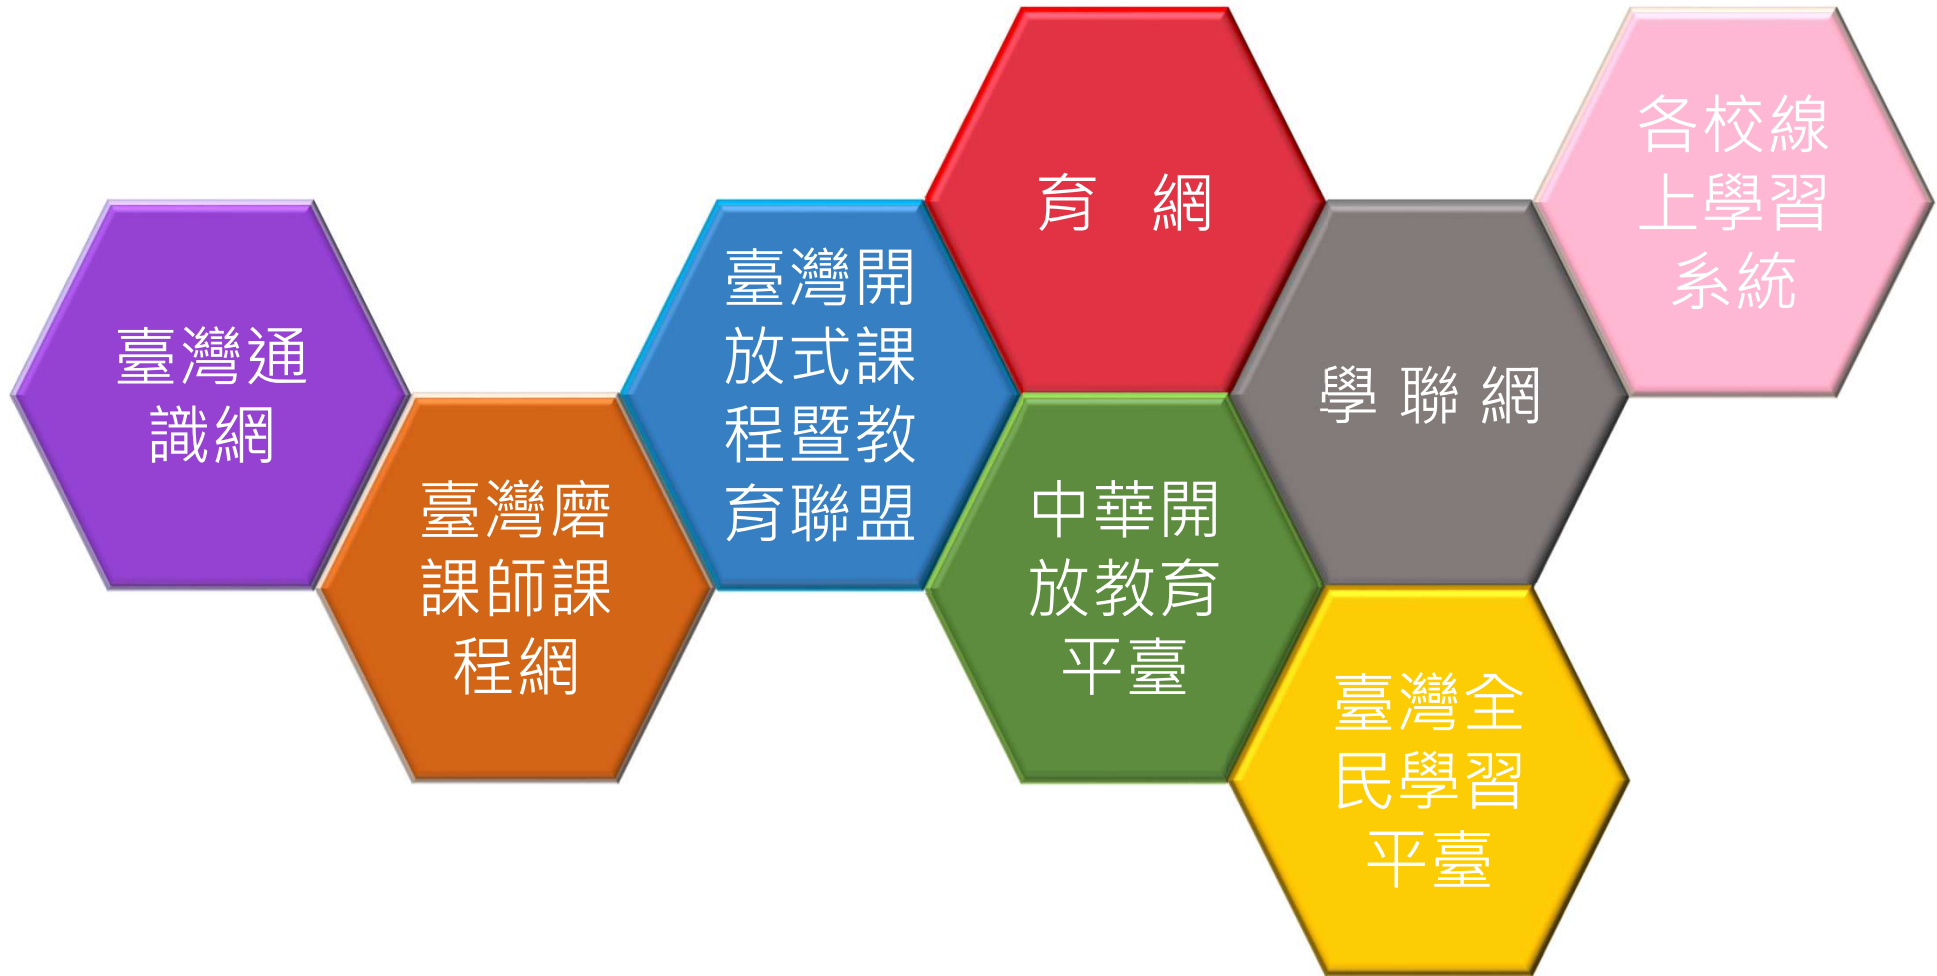 臺灣通
識網
臺灣磨
課師課
程網
臺灣開
放式課
程暨教
育聯盟
育 網
中華開
放教育
平臺
學 聯 網
臺灣全
民學習
平臺
各校線
上學習
系統